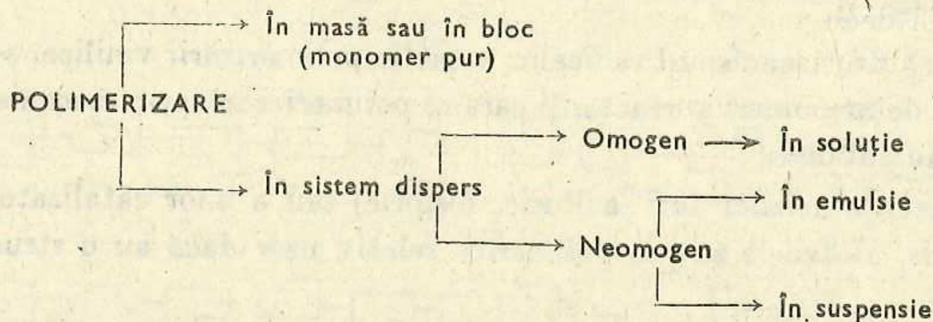 În masă sau în bloc
(monomer pur)
POLIMERIZARE
Omogen
În soluție
În sistem dispers
În emulsie
Neomogen
În suspensie